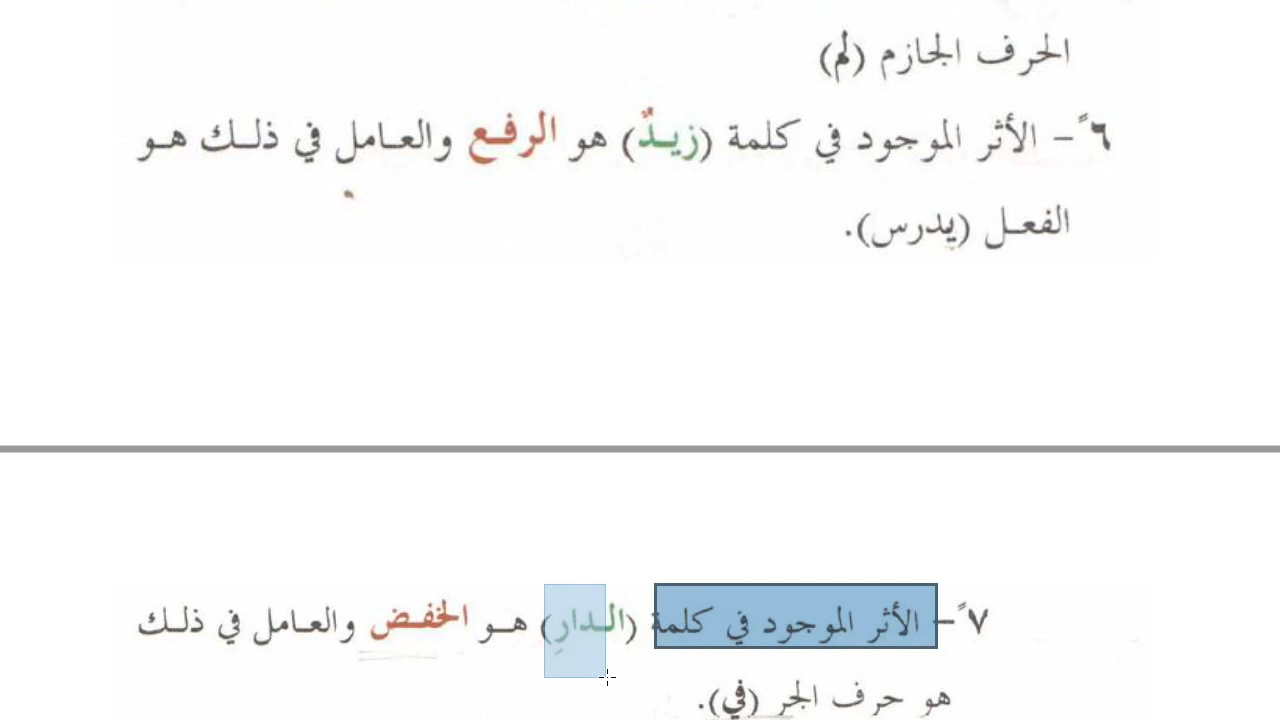 الحرف الجازم (لم)
٦ً- الأثر الموجود في كلمة (زيدٌ) هو الرفع والعامل في ذلك هو
الفعل (يدرس).
٧ً- الأثر الموجود في كلمة (الدارِ) هو الخفض والعامل في ذلك
هو حرف الجر (في).